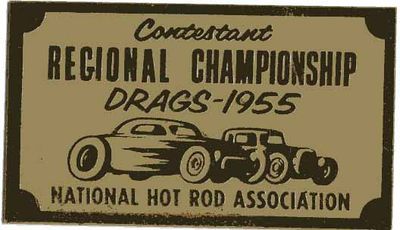 Contestant
REGIONAL CHAMPIONSHIP
DRAGS-1955
NATIONAL HOT ROD ASSOCIATION